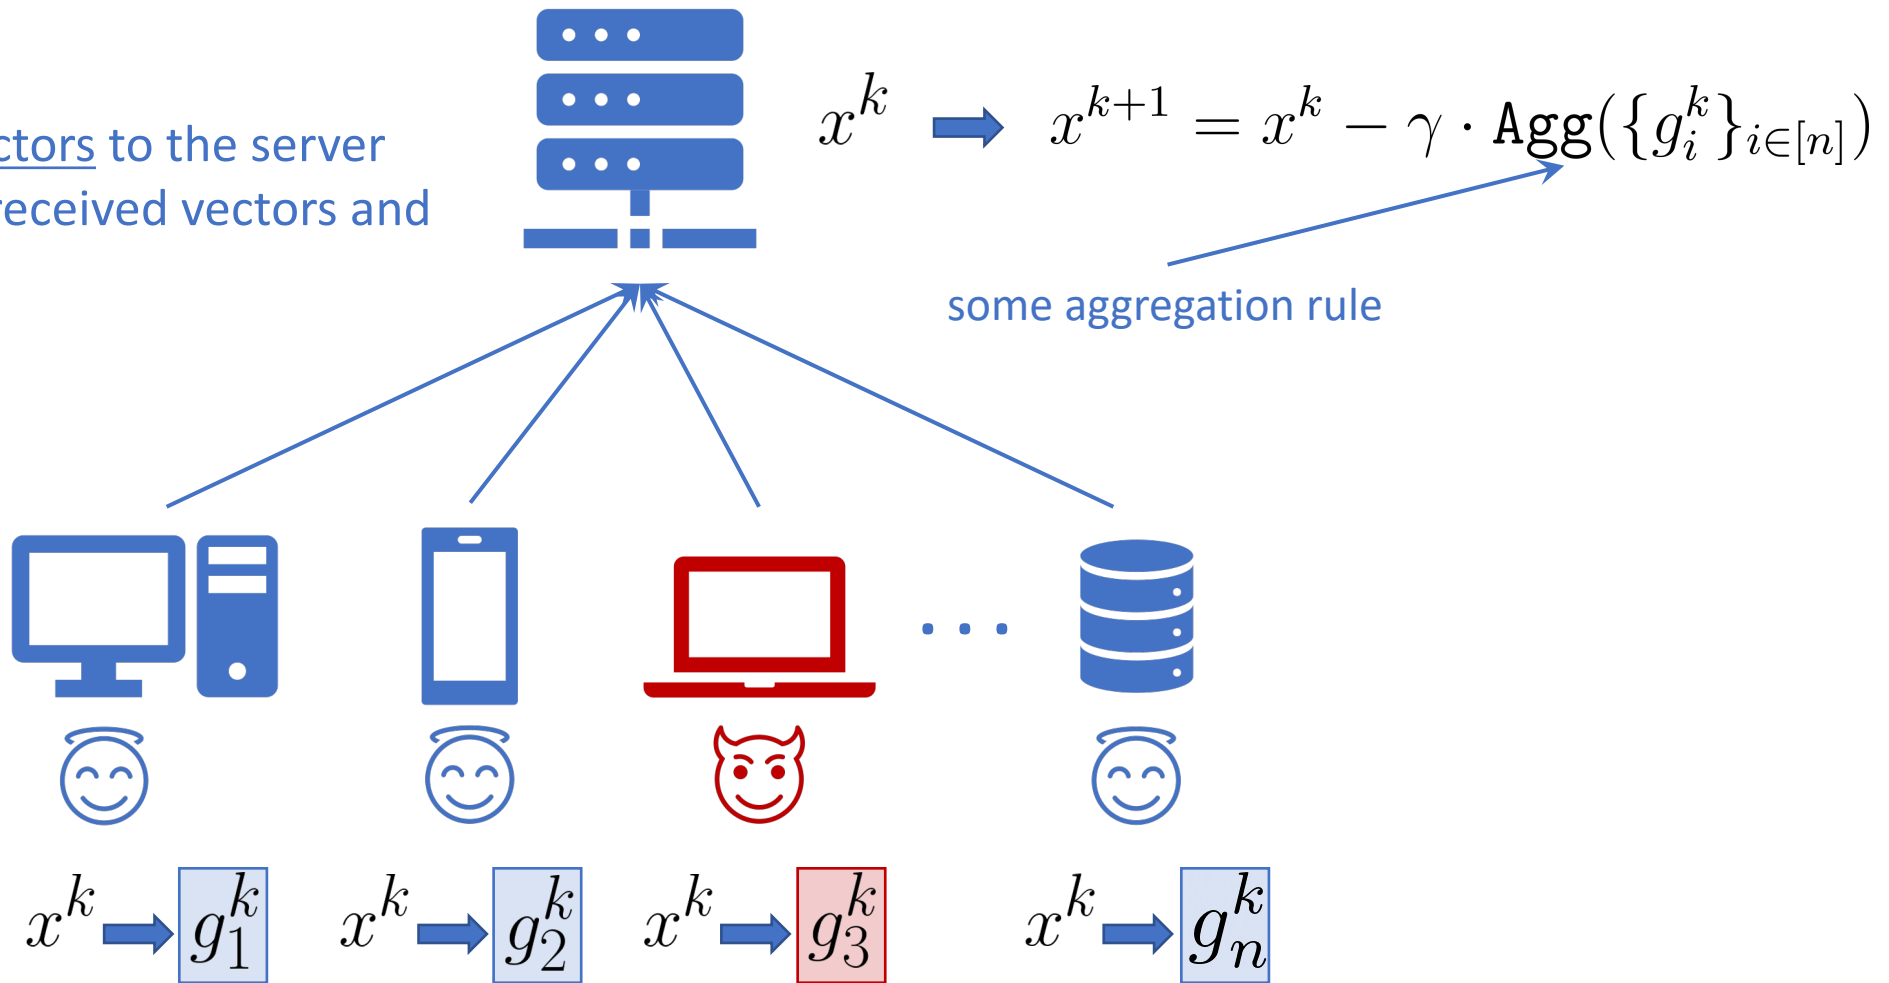 ctors to the server
received vectors and
x^k ➡ x^{k+1} = x^k − γ · Agg({g_i^k}_{i∈[n]})
some aggregation rule
. . .
x^k ➡ g_1^k x^k ➡ g_2^k x^k ➡ g_3^k x^k ➡ g_n^k